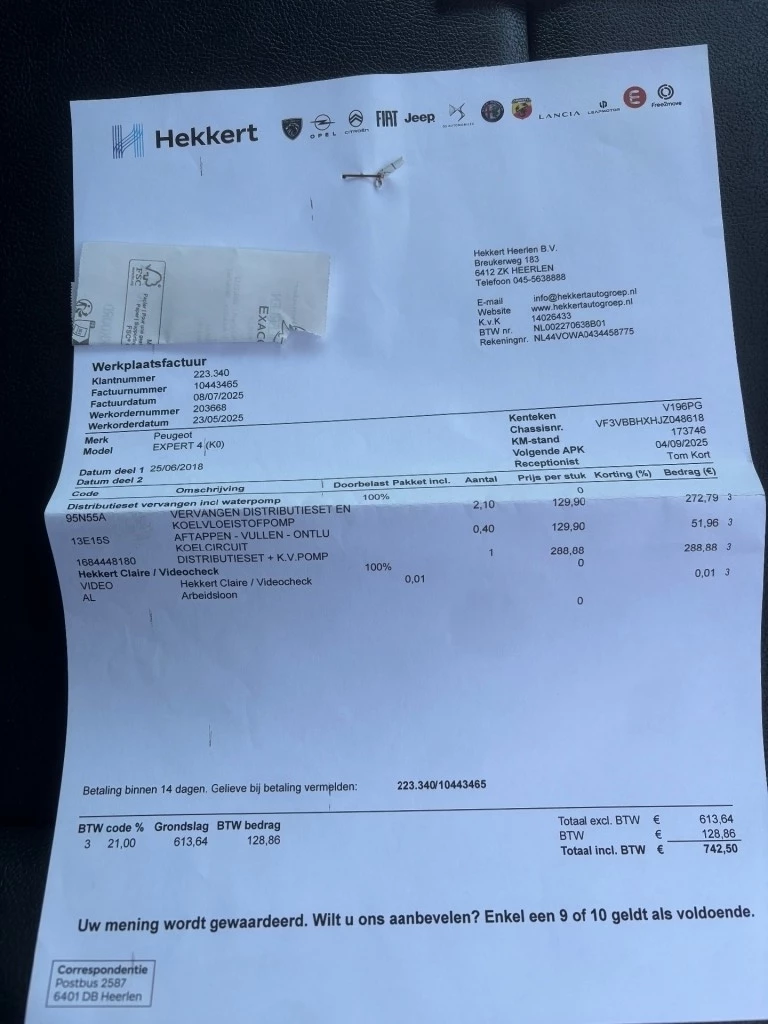 Hekkert
OPEL CITROËN FIAT Jeep LANCIA LEAPMOTOR Free2move
Hekkert Heerlen B.V.
Breukerweg 183
6412 ZK HEERLEN
Telefoon 045-5638888
E-mail info@hekkertautogroep.nl
Website www.hekkertautogroep.nl
K.v.K 14026433
BTW nr. NL002270638B01
Rekeningnr. NL44VOWA0434458775
FSC
EXAC
Werkplaatsfactuur
Klantnummer 223.340
Factuurnummer 10443465
Factuurdatum 08/07/2025
Werkordernummer 203668
Werkorderdatum 23/05/2025
Merk Peugeot
Model EXPERT 4 (K0)
Datum deel 1 25/06/2018
Datum deel 2
Kenteken V196PG
Chassisnr. VF3VBBHXHJZ048618
KM-stand 173746
Volgende APK 04/09/2025
Receptionist Tom Kort
Code Omschrijving Doorbelast Pakket incl. Aantal Prijs per stuk Korting (%) Bedrag (€)
Distributieset vervangen incl waterpomp 100% 0
95N55A VERVANGEN DISTRIBUTIESET EN 2,10 129,90 272,79 3
KOELVLOEISTOFPOMP
13E15S AFTAPPEN - VULLEN - ONTLU 0,40 129,90 51,96 3
KOELCIRCUIT
1684448180 DISTRIBUTIESET + K.V.POMP 1 288,88 288,88 3
Hekkert Claire / Videocheck 100% 0
VIDEO Hekkert Claire / Videocheck 0,01 0,01 3
AL Arbeidsloon
0
Betaling binnen 14 dagen. Gelieve bij betaling vermelden: 223.340/10443465
BTW code % Grondslag BTW bedrag
3 21,00 613,64 128,86
Totaal excl. BTW € 613,64
BTW € 128,86
Totaal incl. BTW € 742,50
Uw mening wordt gewaardeerd. Wilt u ons aanbevelen? Enkel een 9 of 10 geldt als voldoende.
Correspondentie
Postbus 2587
6401 DB Heerlen